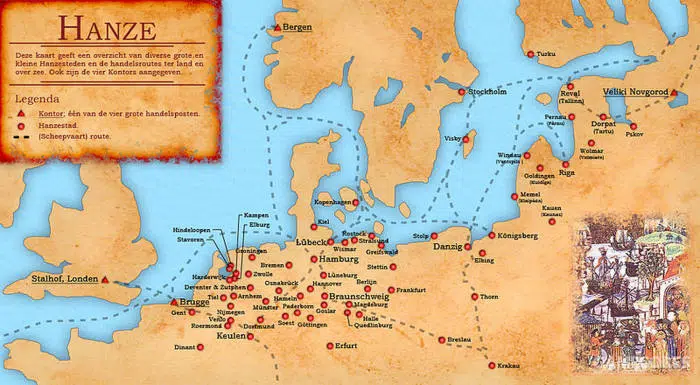 HANZE
Deze kaart geeft een overzicht van diverse grote en
kleine Hanzesteden en de handelsroutes ter land en
over zee. Ook zijn de vier Kontors aangegeven.
Legenda
Kontor; één van de vier grote handelsposten.
Hanzestad.
(Scheepvaart) route.
Bergen
Turku
Stockholm
Reval
(Tallinn)
Veliki Novgorod
Pernau
(Pärnu)
Dorpat
(Tartu)
Pskov
Visby
Wolmar
(Valmiera)
Windau
(Ventspils)
Goldingen
(Kuldiga)
Riga
Memel
(Klaipėda)
Kauen
(Kaunas)
Kopenhagen
Kiel
Rostock
Stralsund
Stolp
Danzig
Königsberg
Lübeck
Wismar
Greifswald
Elbing
Kampen
Elburg
Hindeloopen
Stavoren
Groningen
Bremen
Hamburg
Stettin
Stalhof, Londen
Harderwijk
Zwolle
Lüneburg
Deventer & Zutphen
Osnabrück
Hannover
Berlijn
Frankfurt
Thorn
Brugge
Tiel
Arnhem
Hameln
Braunschweig
Gent
Nijmegen
Münster
Paderborn
Goslar
Magdeburg
Venlo
Halle
Roermond
Dortmund
Soest
Göttingen
Quedlinburg
Keulen
Dinant
Erfurt
Breslau
Krakau